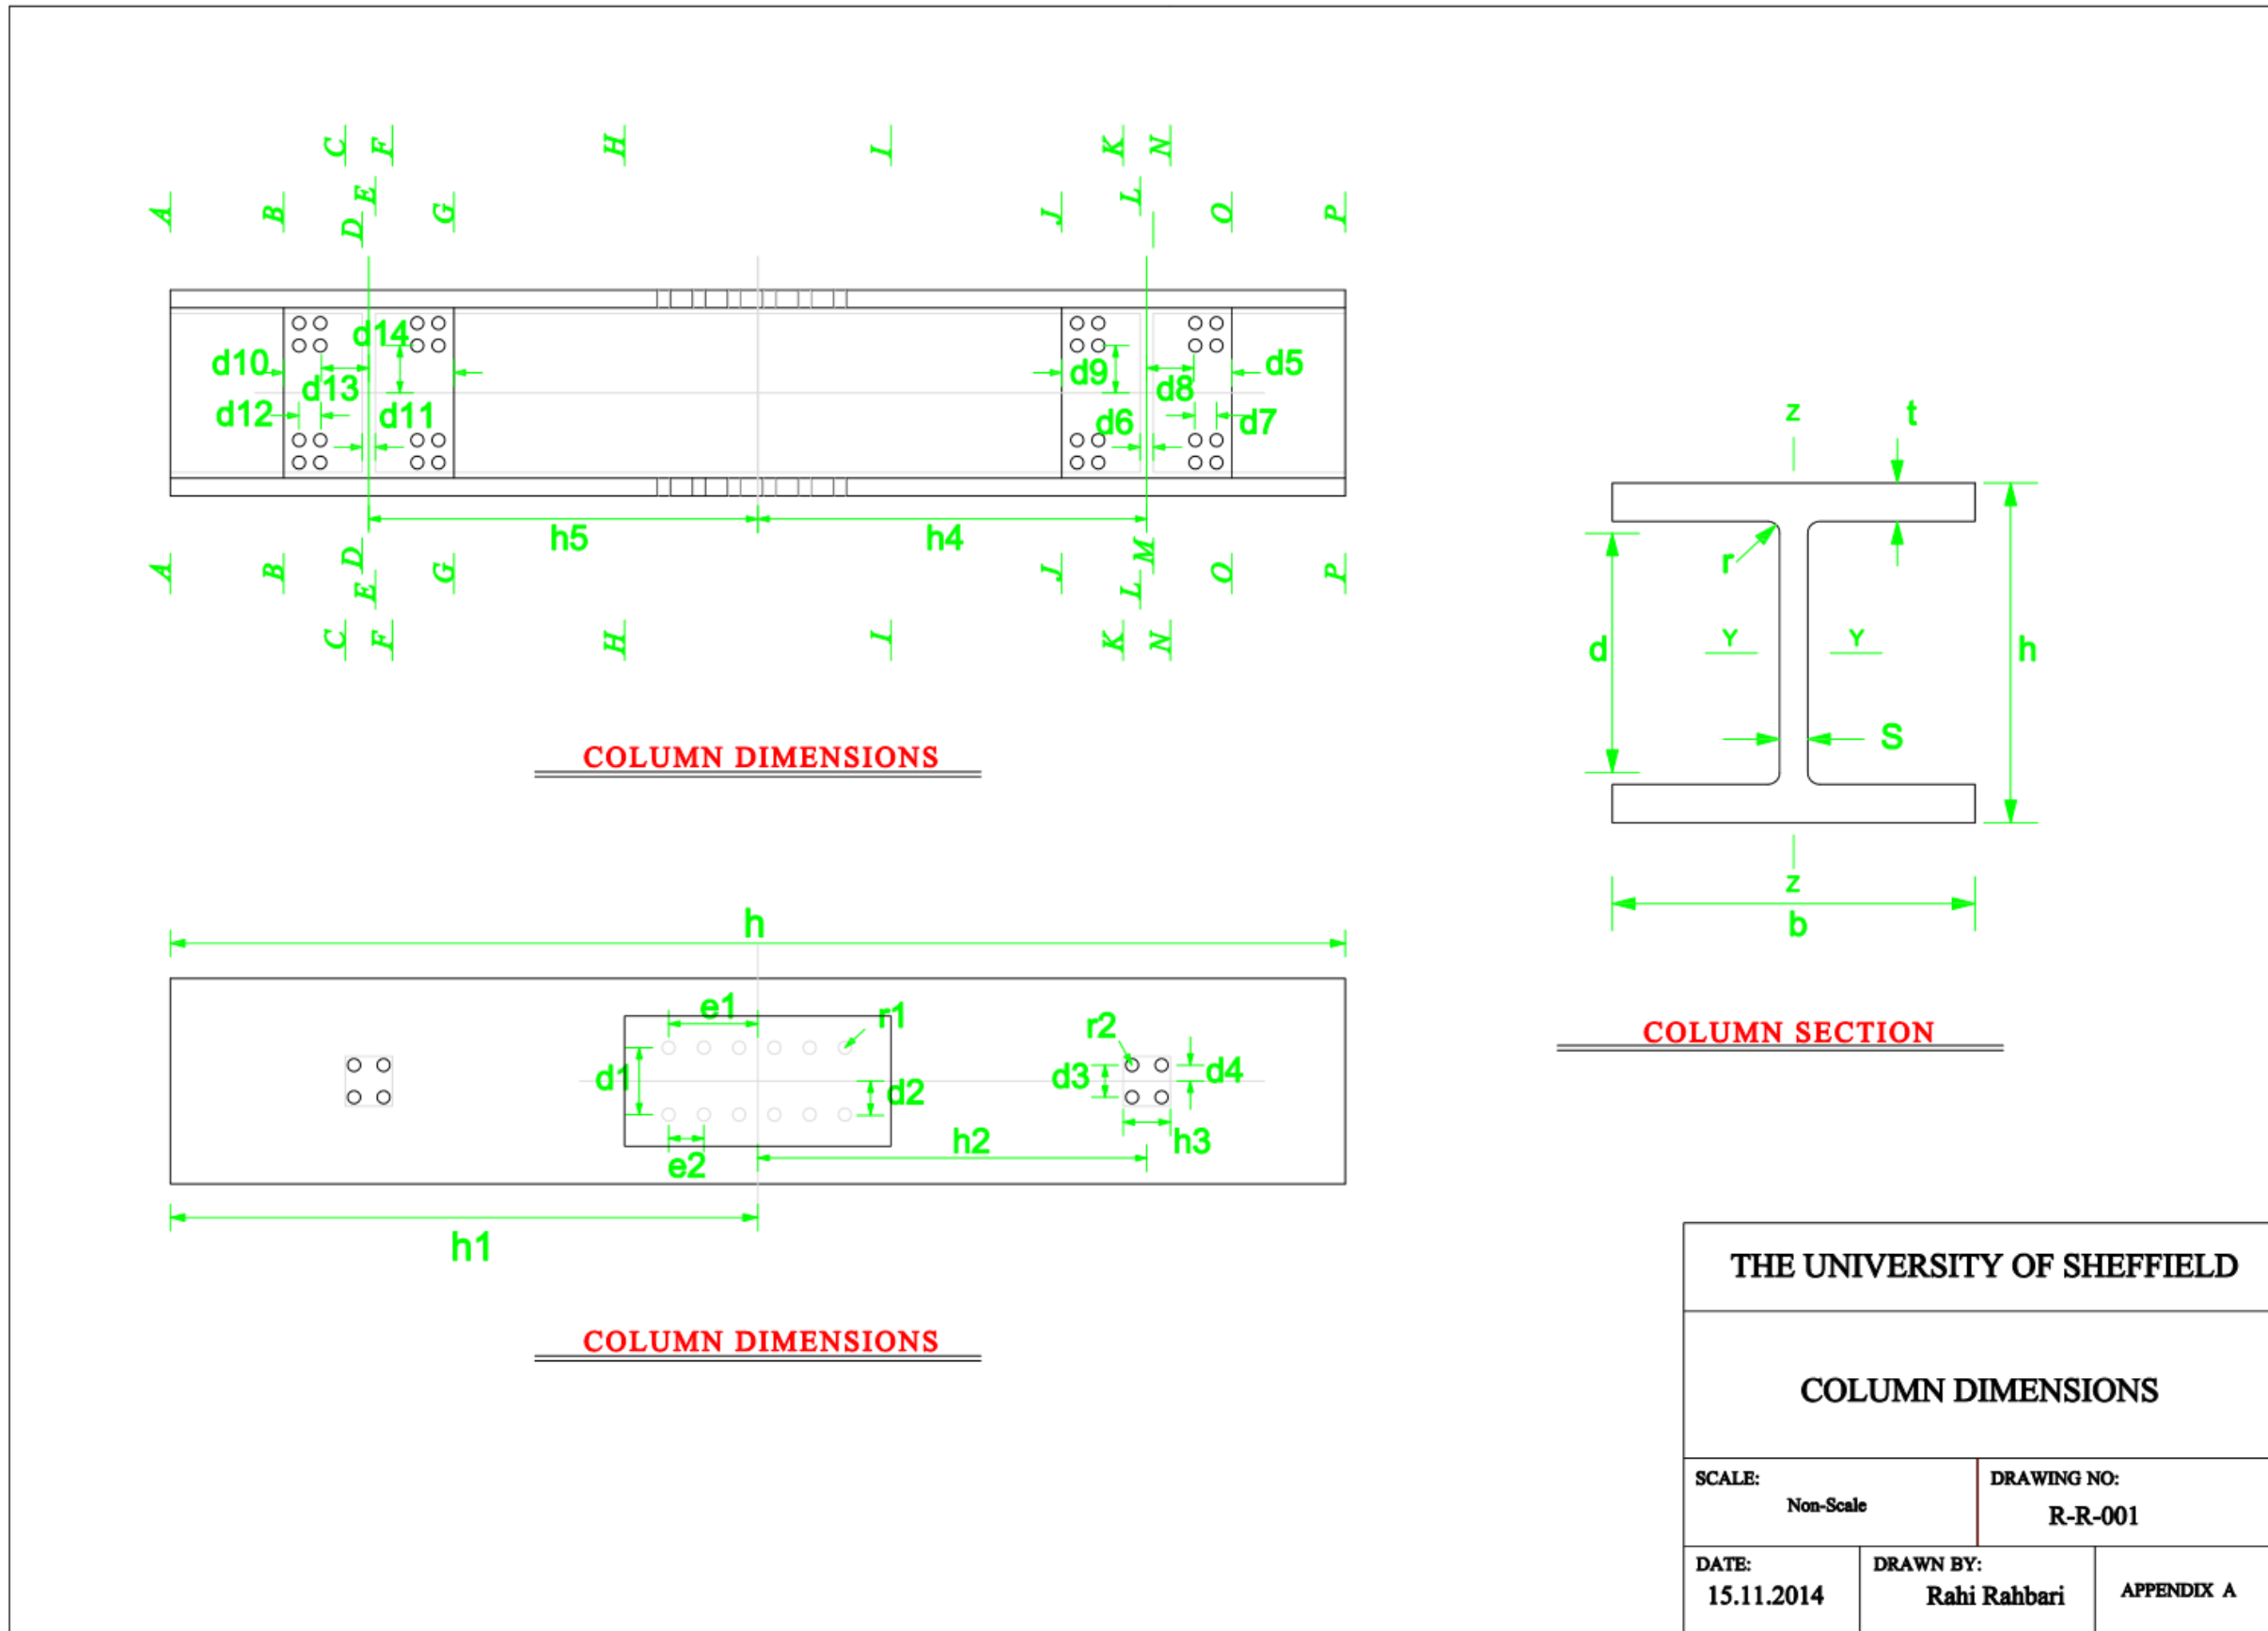 C F H I K N
E L
A B D G J O P
d14
d10 d13 d9 d8 d5
d12 d11 d6 d7
h5 h4
A B D E G J L M O P
C F H I K N
COLUMN DIMENSIONS
z t
r
d Y Y h
S
z
b
COLUMN SECTION
h
e1 r1 r2
d1 d2 d3 d4
e2 h2 h3
h1
COLUMN DIMENSIONS
THE UNIVERSITY OF SHEFFIELD
COLUMN DIMENSIONS
SCALE:
Non-Scale
DRAWING NO:
R-R-001
DATE:
15.11.2014
DRAWN BY:
Rahi Rahbari
APPENDIX A